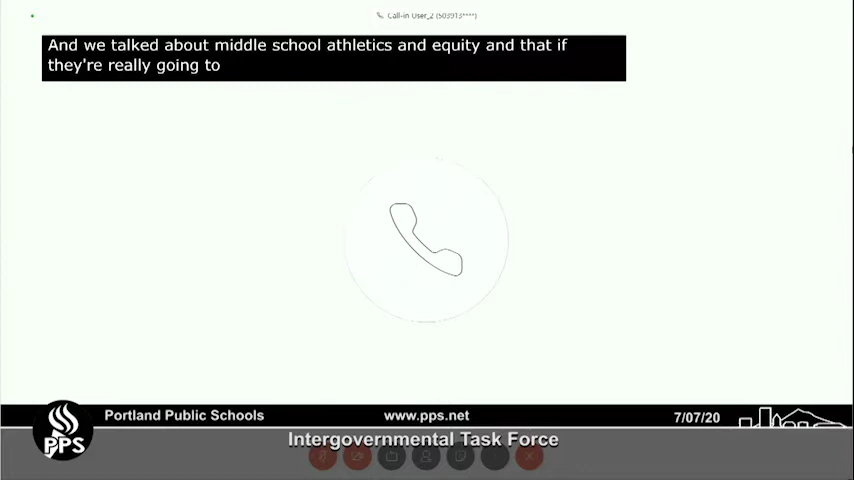 Call-in User_2 (503913****)
And we talked about middle school athletics and equity and that if
they're really going to
Portland Public Schools
www.pps.net
7/07/20
PPS
Intergovernmental Task Force